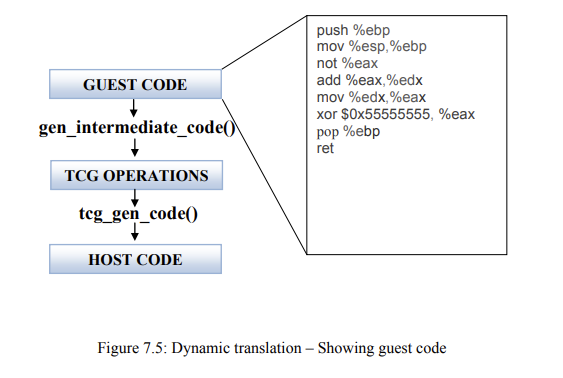 push %ebp
mov %esp,%ebp
not %eax
add %eax,%edx
mov %edx,%eax
xor $0x55555555, %eax
pop %ebp
ret
GUEST CODE
gen_intermediate_code()
TCG OPERATIONS
tcg_gen_code()
HOST CODE
Figure 7.5: Dynamic translation – Showing guest code